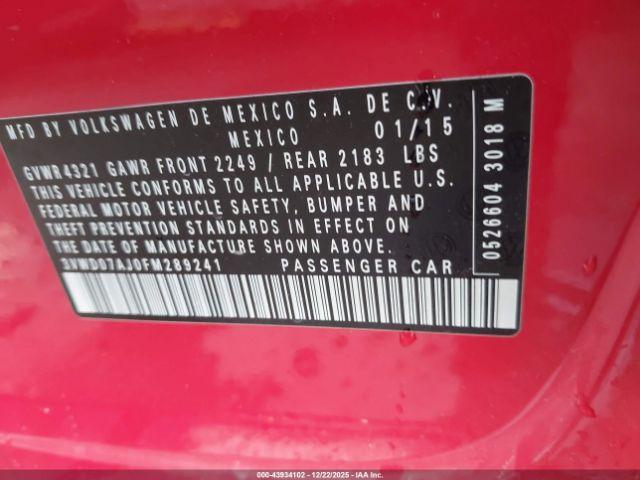 MFD BY VOLKSWAGEN DE MEXICO S.A. DE C.V.
MEXICO 01/15
GVWR 4321 GAWR FRONT 2249 / REAR 2183 LBS
THIS VEHICLE CONFORMS TO ALL APPLICABLE U.S.
FEDERAL MOTOR VEHICLE SAFETY, BUMPER AND
THEFT PREVENTION STANDARDS IN EFFECT ON
THE DATE OF MANUFACTURE SHOWN ABOVE.
3VWD07AJ0FM289241 PASSENGER CAR
0526604 3018 M
000-43934102 - 12/22/2025 - IAA Inc.